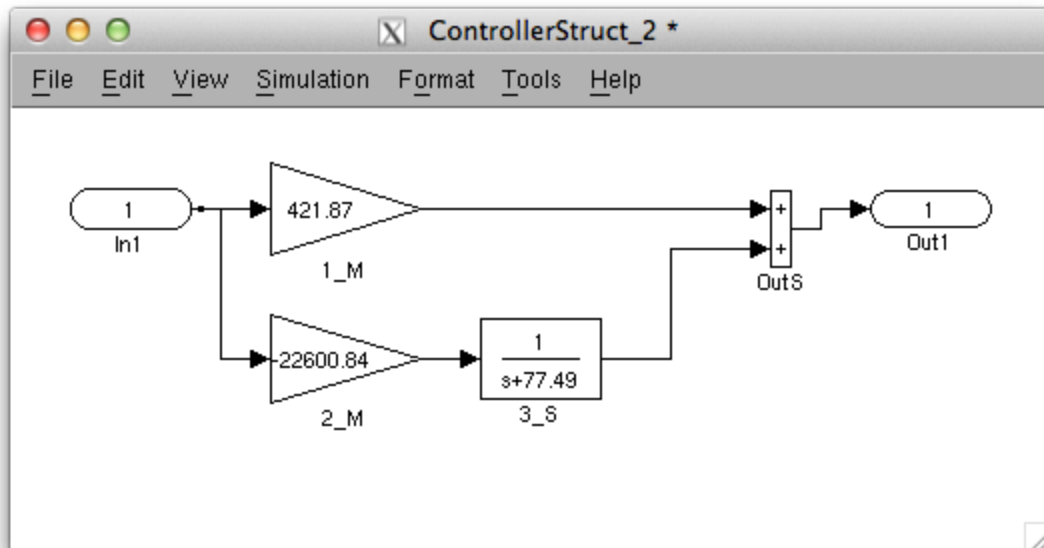 X ControllerStruct_2 *
File Edit View Simulation Format Tools Help
1
In1
421.87
1_M
+
+
OutS
1
Out1
-22600.84
2_M
1
s+77.49
3_S